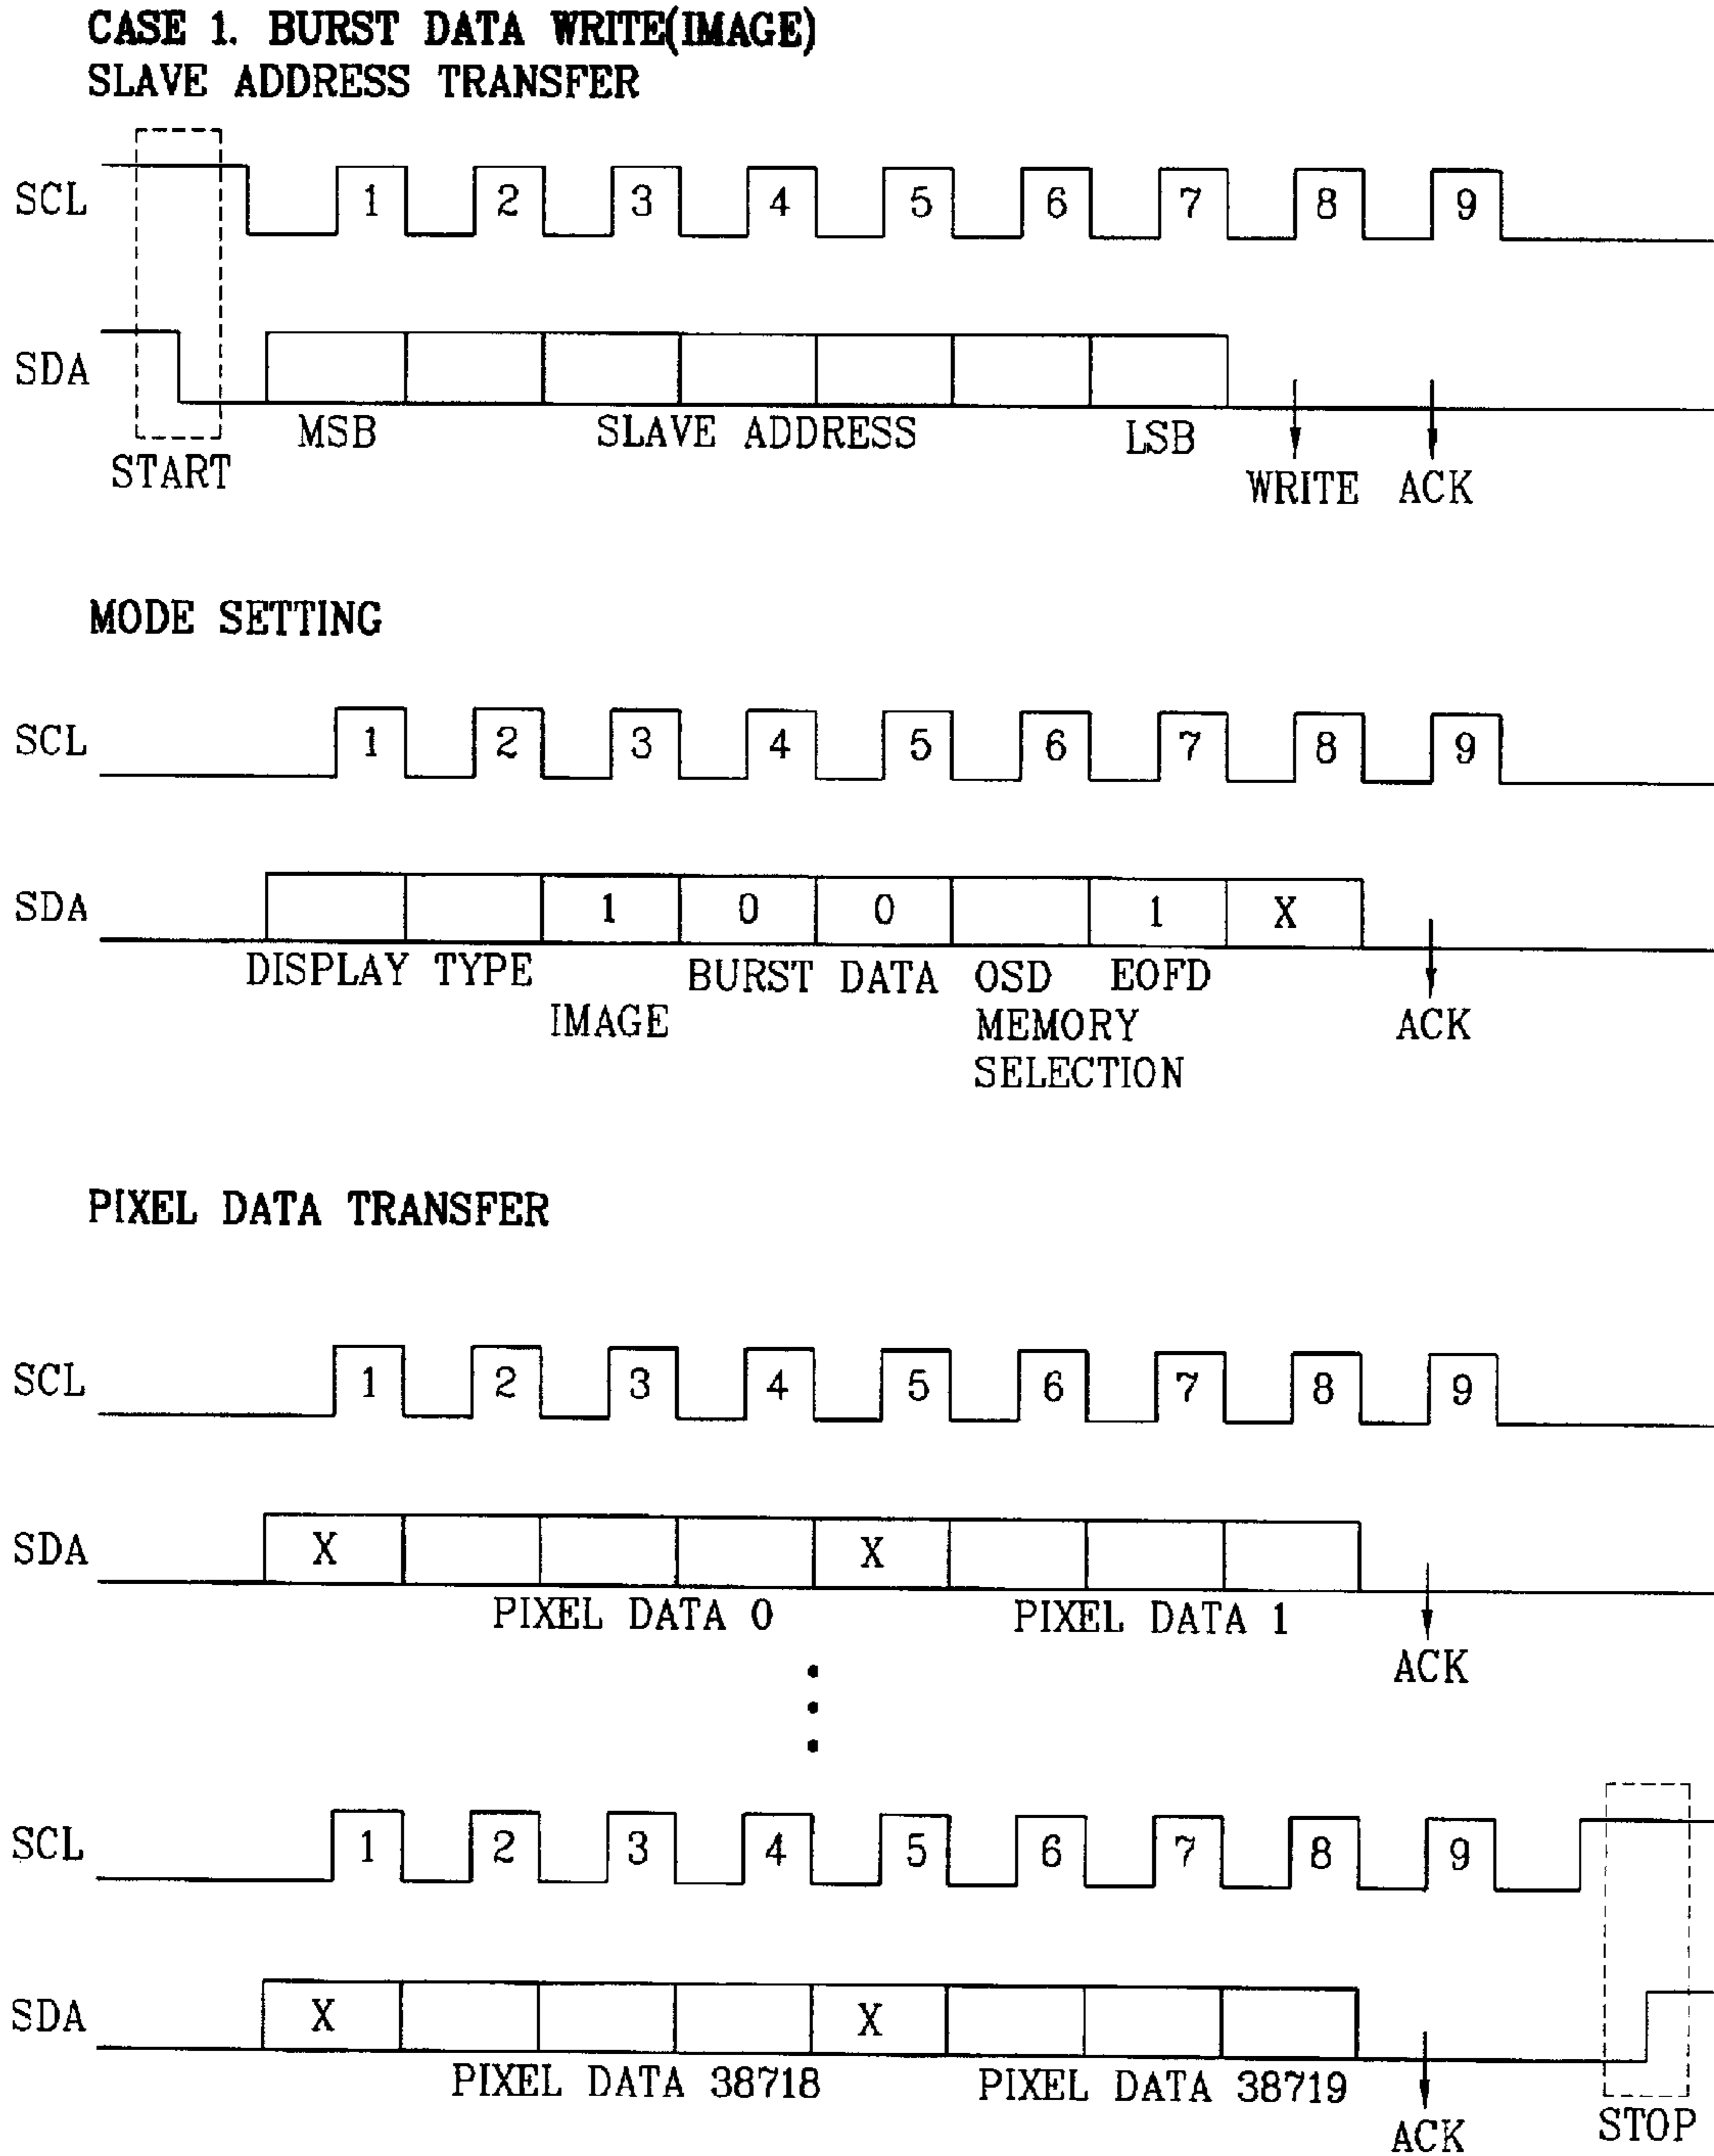 CASE 1. BURST DATA WRITE(IMAGE)
SLAVE ADDRESS TRANSFER
SCL 1 2 3 4 5 6 7 8 9
SDA
MSB SLAVE ADDRESS LSB
START
WRITE ACK
MODE SETTING
SCL 1 2 3 4 5 6 7 8 9
SDA 1 0 0 1 X
DISPLAY TYPE BURST DATA OSD EOFD
IMAGE MEMORY ACK
SELECTION
PIXEL DATA TRANSFER
SCL 1 2 3 4 5 6 7 8 9
SDA X X
PIXEL DATA 0 PIXEL DATA 1
ACK
SCL 1 2 3 4 5 6 7 8 9
SDA X X
PIXEL DATA 38718 PIXEL DATA 38719
ACK STOP